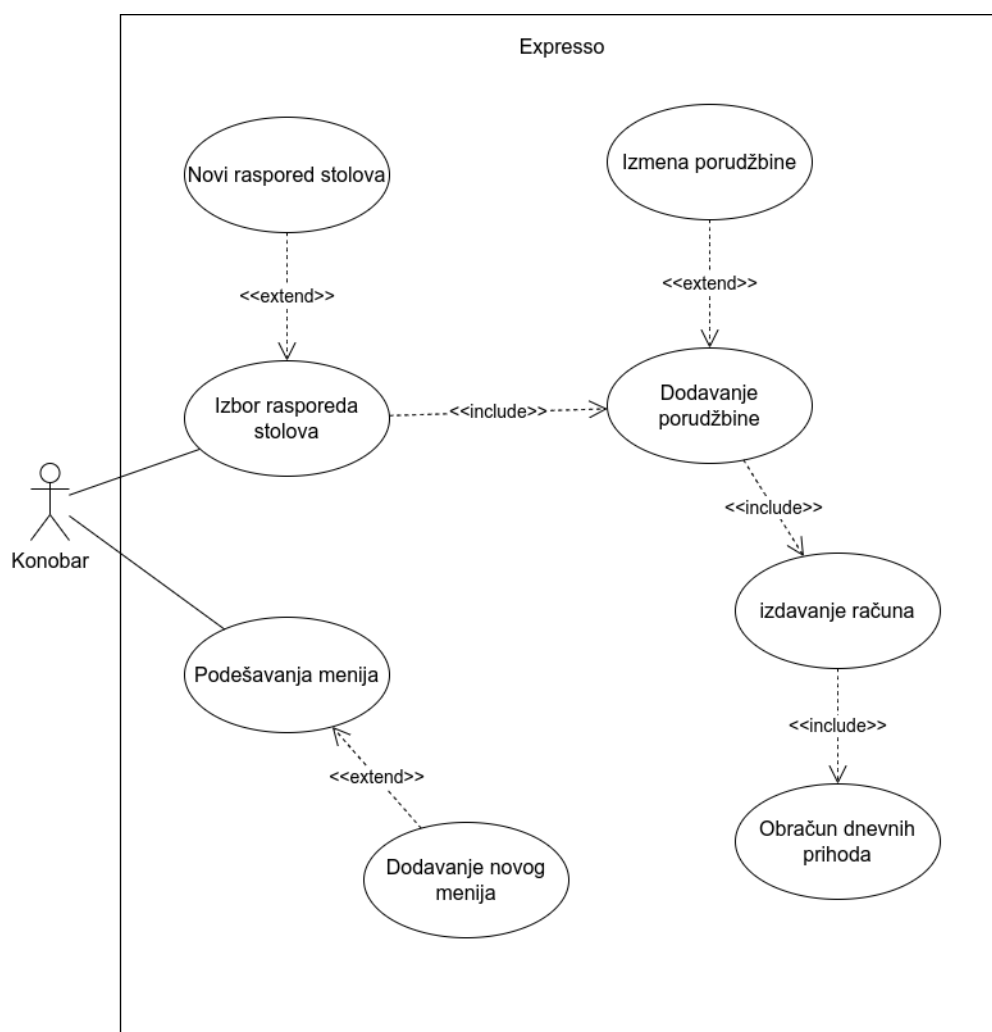 Expresso
Novi raspored stolova
Izmena porudžbine
<<extend>>
<<extend>>
Izbor rasporeda
stolova
<<include>>
Dodavanje
porudžbine
Konobar
<<include>>
izdavanje računa
Podešavanja menija
<<include>>
<<extend>>
Obračun dnevnih
prihoda
Dodavanje novog
menija